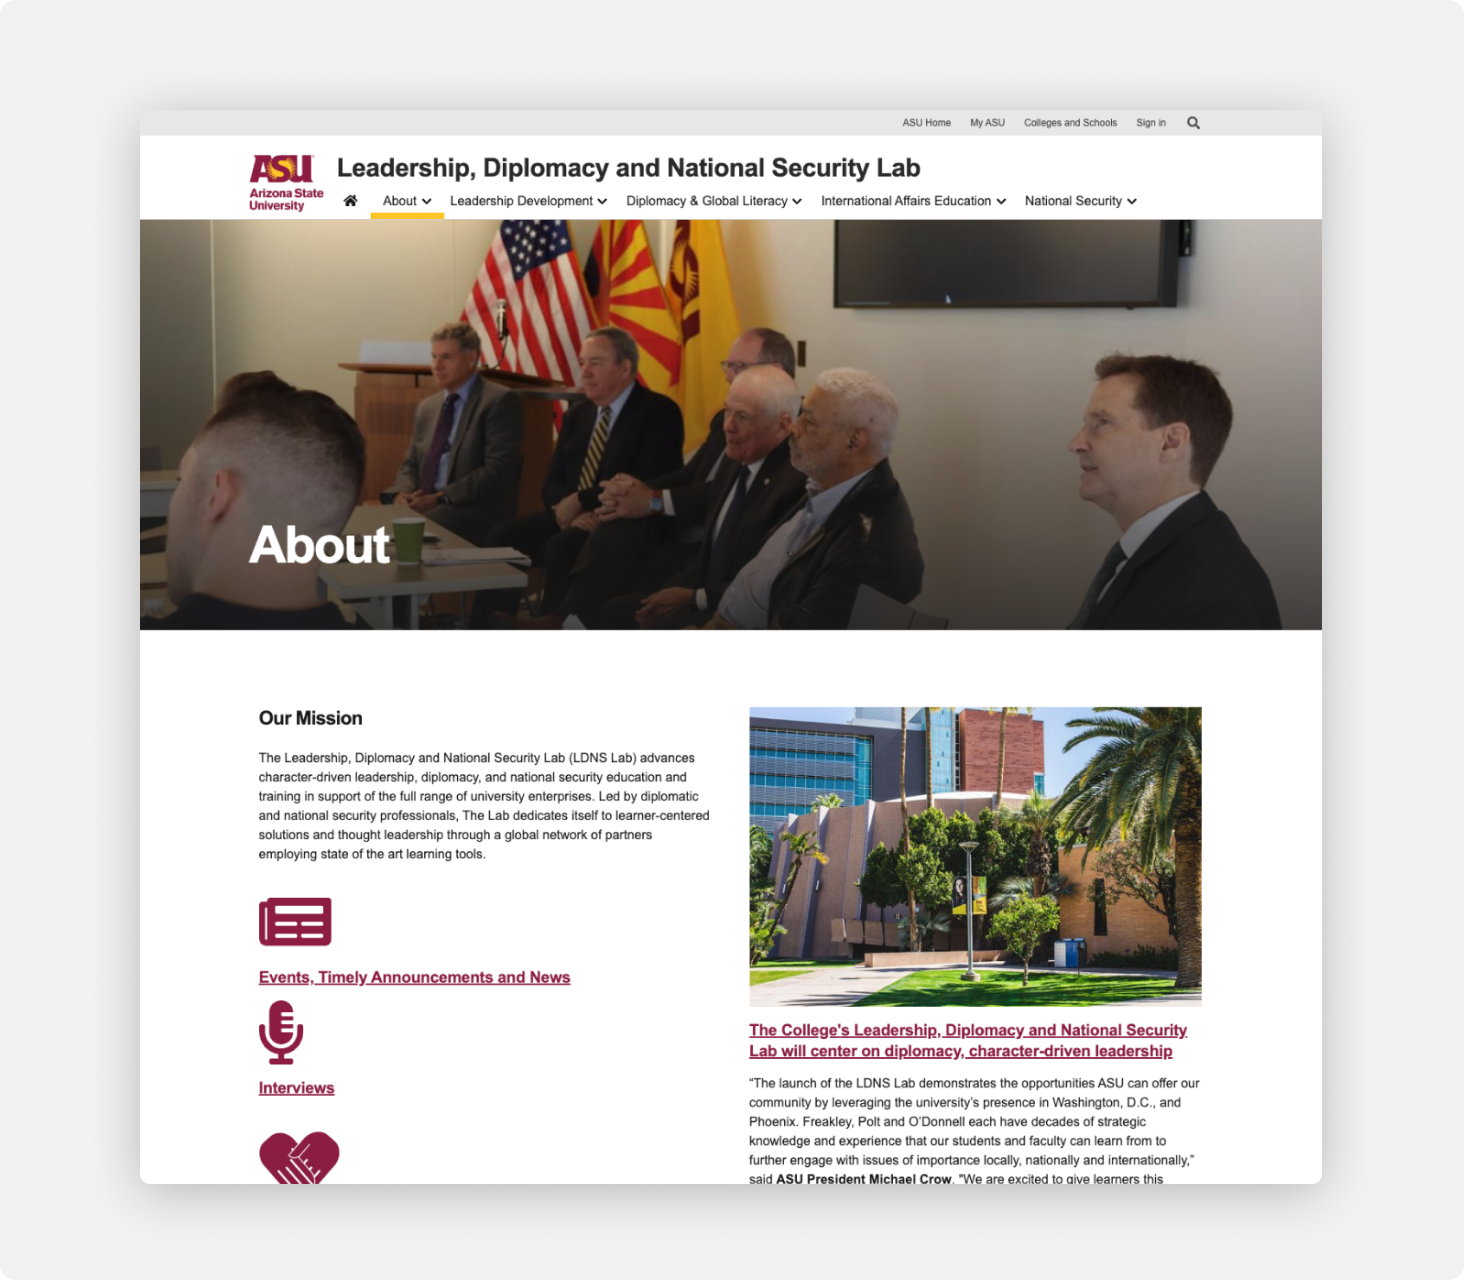 ASU Home My ASU Colleges and Schools Sign in
ASU
Arizona State
University
Leadership, Diplomacy and National Security Lab
About Leadership Development Diplomacy & Global Literacy International Affairs Education National Security
About
Our Mission
The Leadership, Diplomacy and National Security Lab (LDNS Lab) advances
character-driven leadership, diplomacy, and national security education and
training in support of the full range of university enterprises. Led by diplomatic
and national security professionals, The Lab dedicates itself to learner-centered
solutions and thought leadership through a global network of partners
employing state of the art learning tools.
Events, Timely Announcements and News
Interviews
The College's Leadership, Diplomacy and National Security
Lab will center on diplomacy, character-driven leadership
“The launch of the LDNS Lab demonstrates the opportunities ASU can offer our
community by leveraging the university’s presence in Washington, D.C., and
Phoenix. Freakley, Polt and O’Donnell each have decades of strategic
knowledge and experience that our students and faculty can learn from to
further engage with issues of importance locally, nationally and internationally,”
said ASU President Michael Crow. "We are excited to give learners this